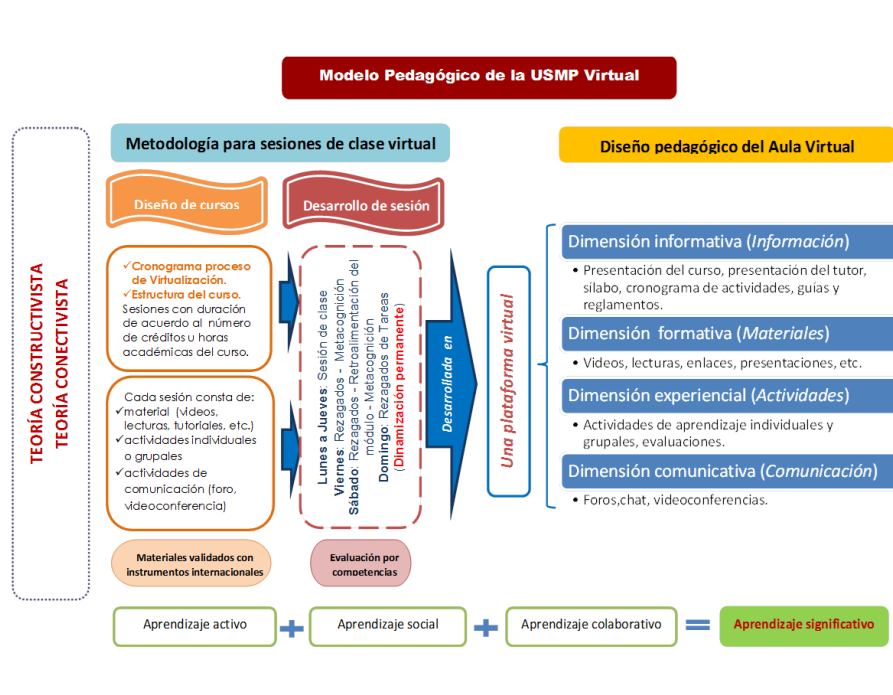 Modelo Pedagógico de la USMP Virtual
TEORÍA CONSTRUCTIVISTA
TEORÍA CONECTIVISTA
Metodología para sesiones de clase virtual
Diseño de cursos
Desarrollo de sesión
✓Cronograma proceso
de Virtualización.
✓Estructura del curso.
Sesiones con duración
de acuerdo al número
de créditos u horas
académicas del curso.
Cada sesión consta de:
✓material (videos,
lecturas, tutoriales, etc.)
✓actividades individuales
o grupales
✓actividades de
comunicación (foro,
videoconferencia)
Materiales validados con
instrumentos internacionales
Lunes a Jueves: Sesión de clase
Viernes: Rezagados - Metacognición
Sábado: Rezagados - Retroalimentación del
módulo - Metacognición
Domingo: Rezagados de Tareas
(Dinamización permanente)
Evaluación por
competencias
Desarrollada en
Una plataforma virtual
Diseño pedagógico del Aula Virtual
Dimensión informativa (Información)
• Presentación del curso, presentación del tutor,
sílabo, cronograma de actividades, guías y
reglamentos.
Dimensión formativa (Materiales)
• Videos, lecturas, enlaces, presentaciones, etc.
Dimensión experiencial (Actividades)
• Actividades de aprendizaje individuales y
grupales, evaluaciones.
Dimensión comunicativa (Comunicación)
• Foros,chat, videoconferencias.
Aprendizaje activo + Aprendizaje social + Aprendizaje colaborativo = Aprendizaje significativo